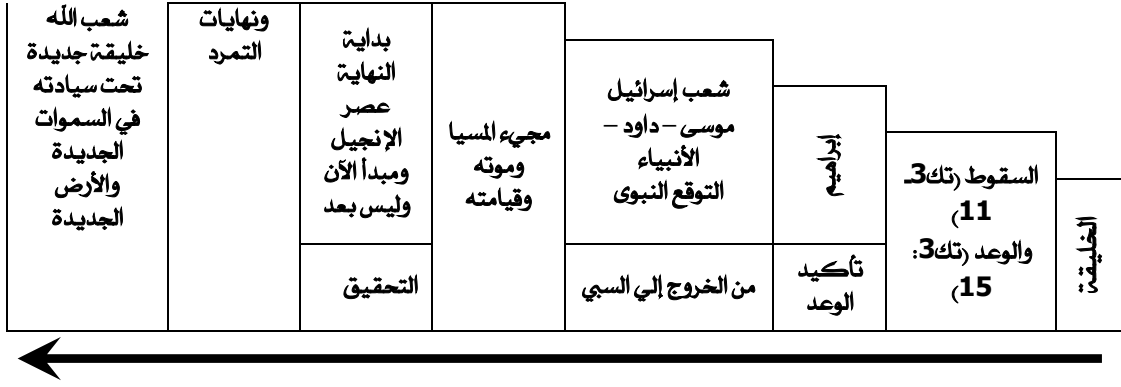 الخليقة
السقوط (تك3ـ
11)
والوعد (تك3:
15)
إبراهيم
تأكيد
الوعد
شعب إسرائيل
موسى – داود –
الأنبياء
التوقع النبوى
من الخروج إلي السبي
مجيء المسيا
وموته
وقيامته
بداية
النهاية
عصر
الإنجيل
ومبدأ الآن
وليس بعد
التحقيق
ونهايات
التمرد
شعب الله
خليقة جديدة
تحت سيادته
في السموات
الجديدة
والأرض
الجديدة